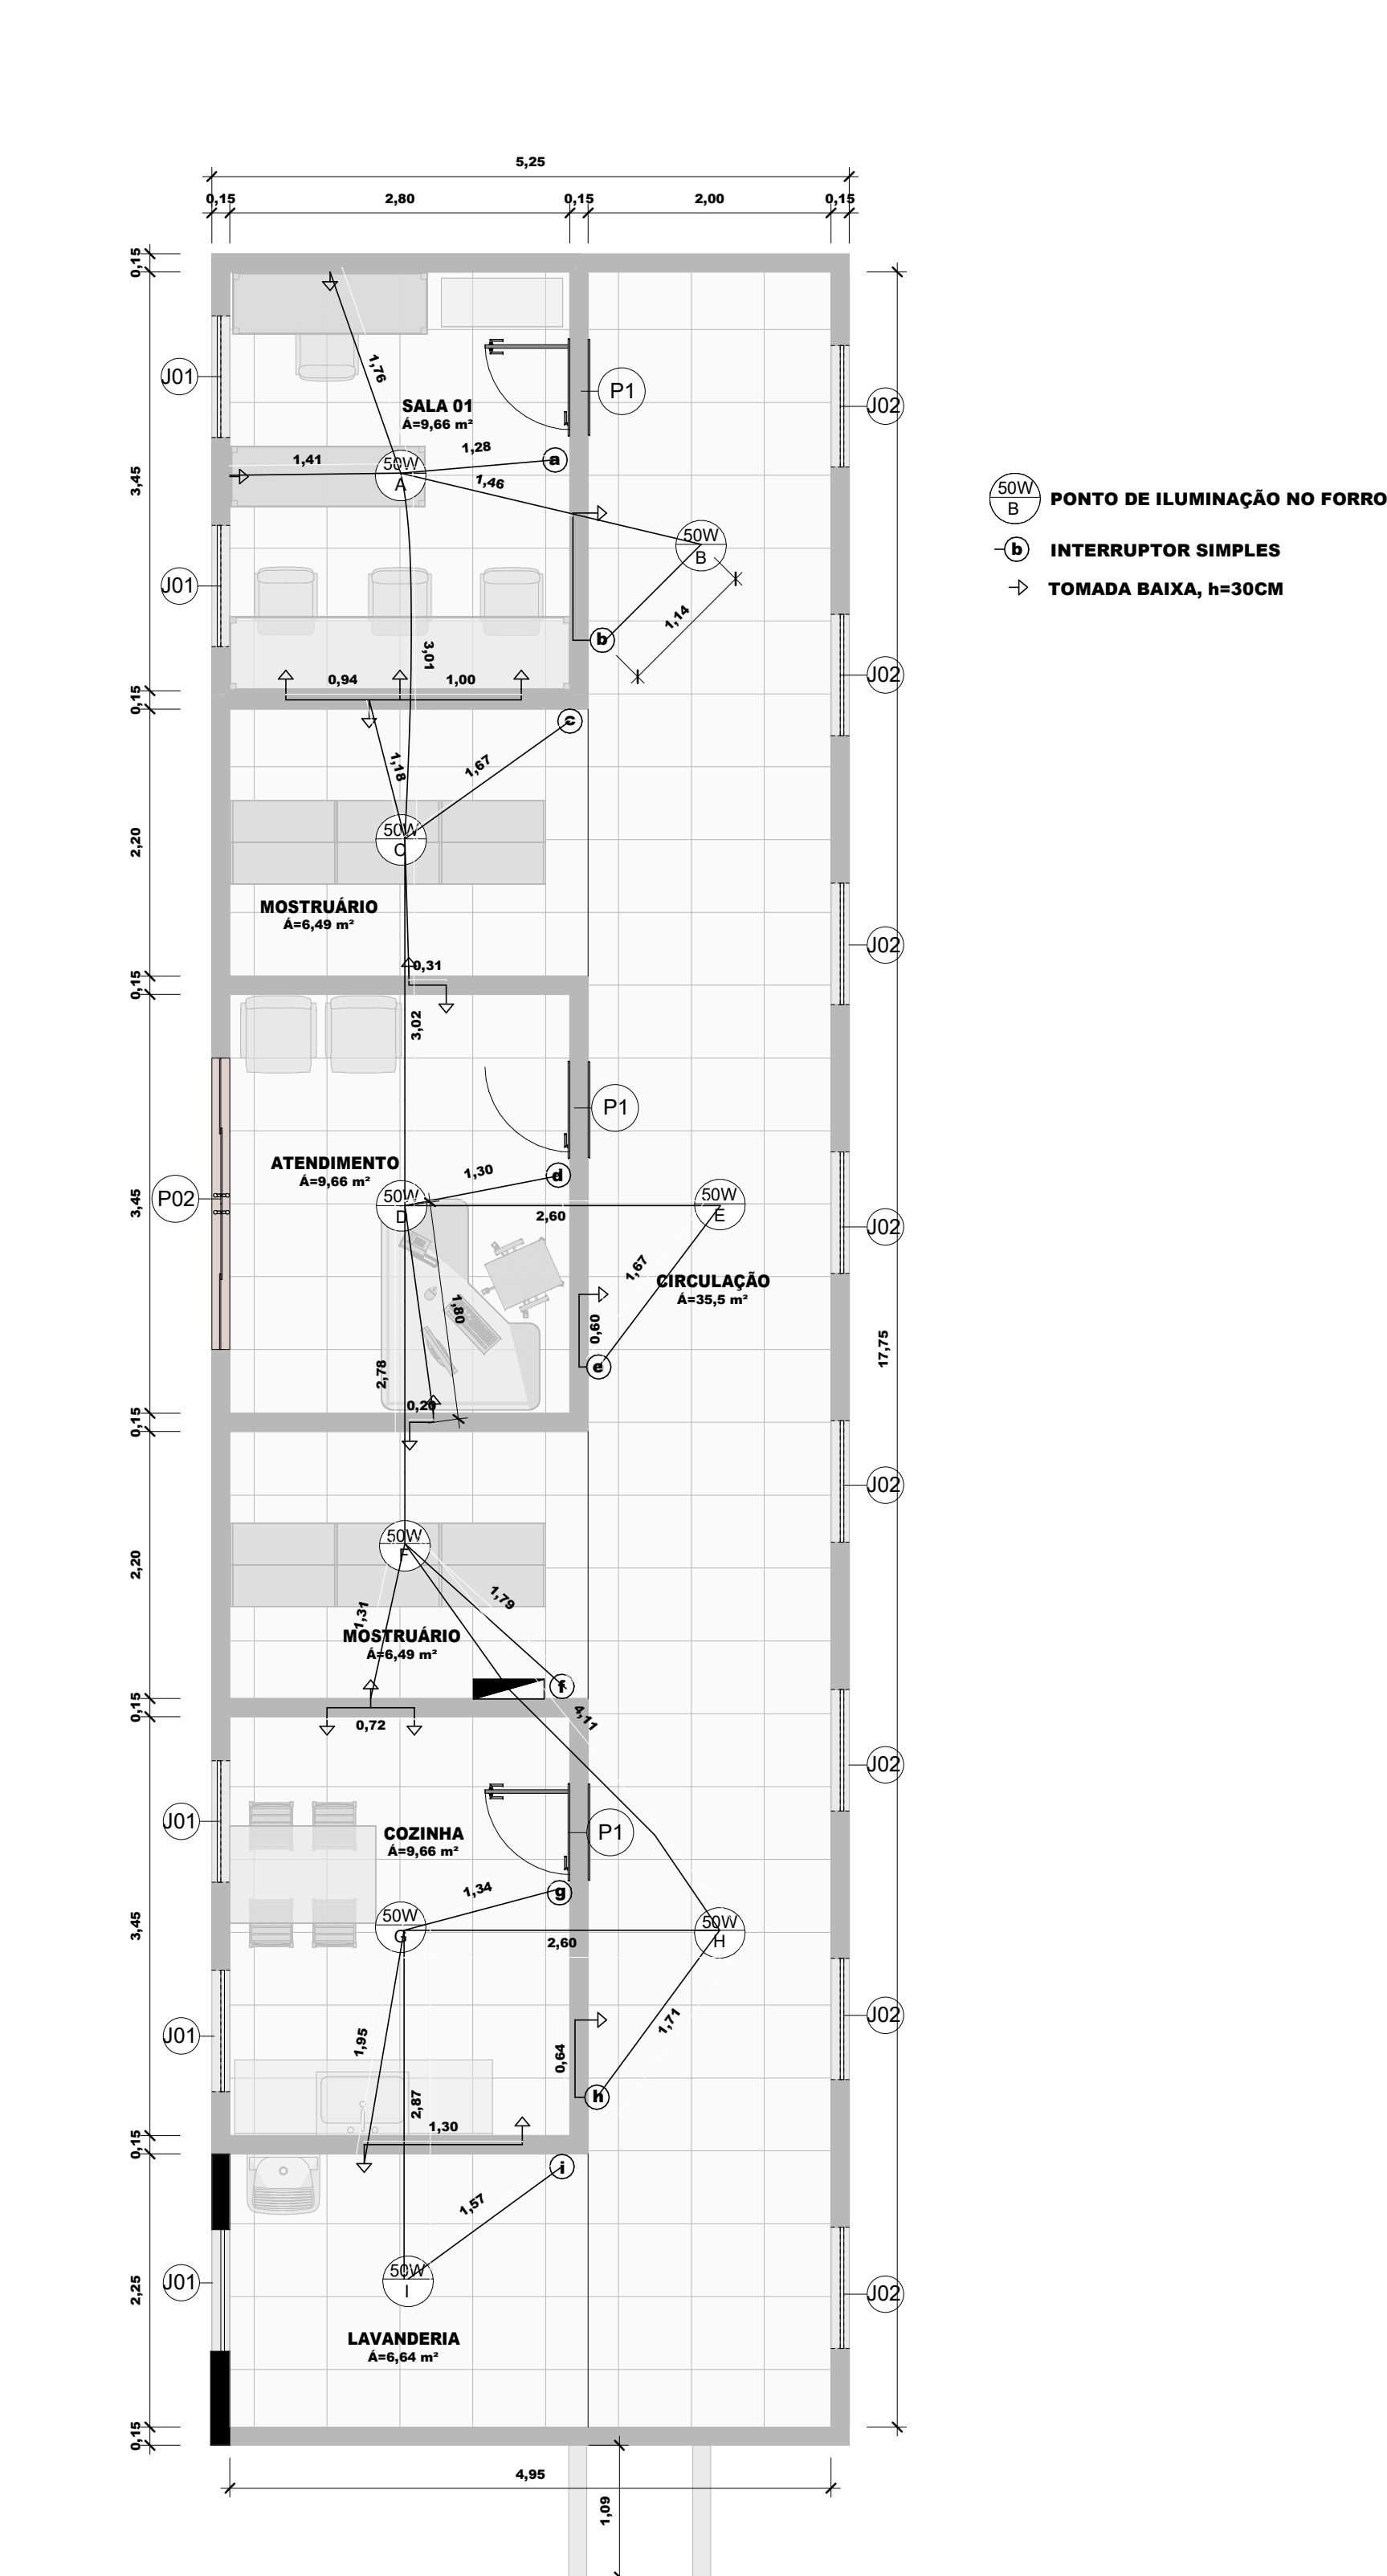 5,25
0,15
2,80
0,15
2,00
0,15
0,15
1,76
J01
P1
J02
SALA 01
Á=9,66 m²
1,28
a
1,41
50W
A
1,46
3,45
50W
B
PONTO DE ILUMINAÇÃO NO FORRO
50W
B
b
INTERRUPTOR SIMPLES
J01
TOMADA BAIXA, h=30CM
1,14
b
3,01
J02
0,94
1,00
0,15
c
1,18
1,67
50W
C
2,20
MOSTRUÁRIO
Á=6,49 m²
J02
0,31
0,15
3,02
P1
ATENDIMENTO
Á=9,66 m²
1,30
d
P02
3,45
50W
D
2,60
50W
E
J02
1,67
CIRCULAÇÃO
Á=35,5 m²
1,80
0,60
17,75
2,78
e
0,20
0,15
J02
50W
F
2,20
1,79
1,31
MOSTRUÁRIO
Á=6,49 m²
f
0,15
4,11
0,72
J02
J01
COZINHA
Á=9,66 m²
P1
1,34
g
3,45
50W
G
2,60
50W
H
J01
J02
1,71
1,95
0,64
2,87
h
1,30
0,15
i
1,57
J01
50W
I
2,25
J02
LAVANDERIA
Á=6,64 m²
0,15
4,95
1,09